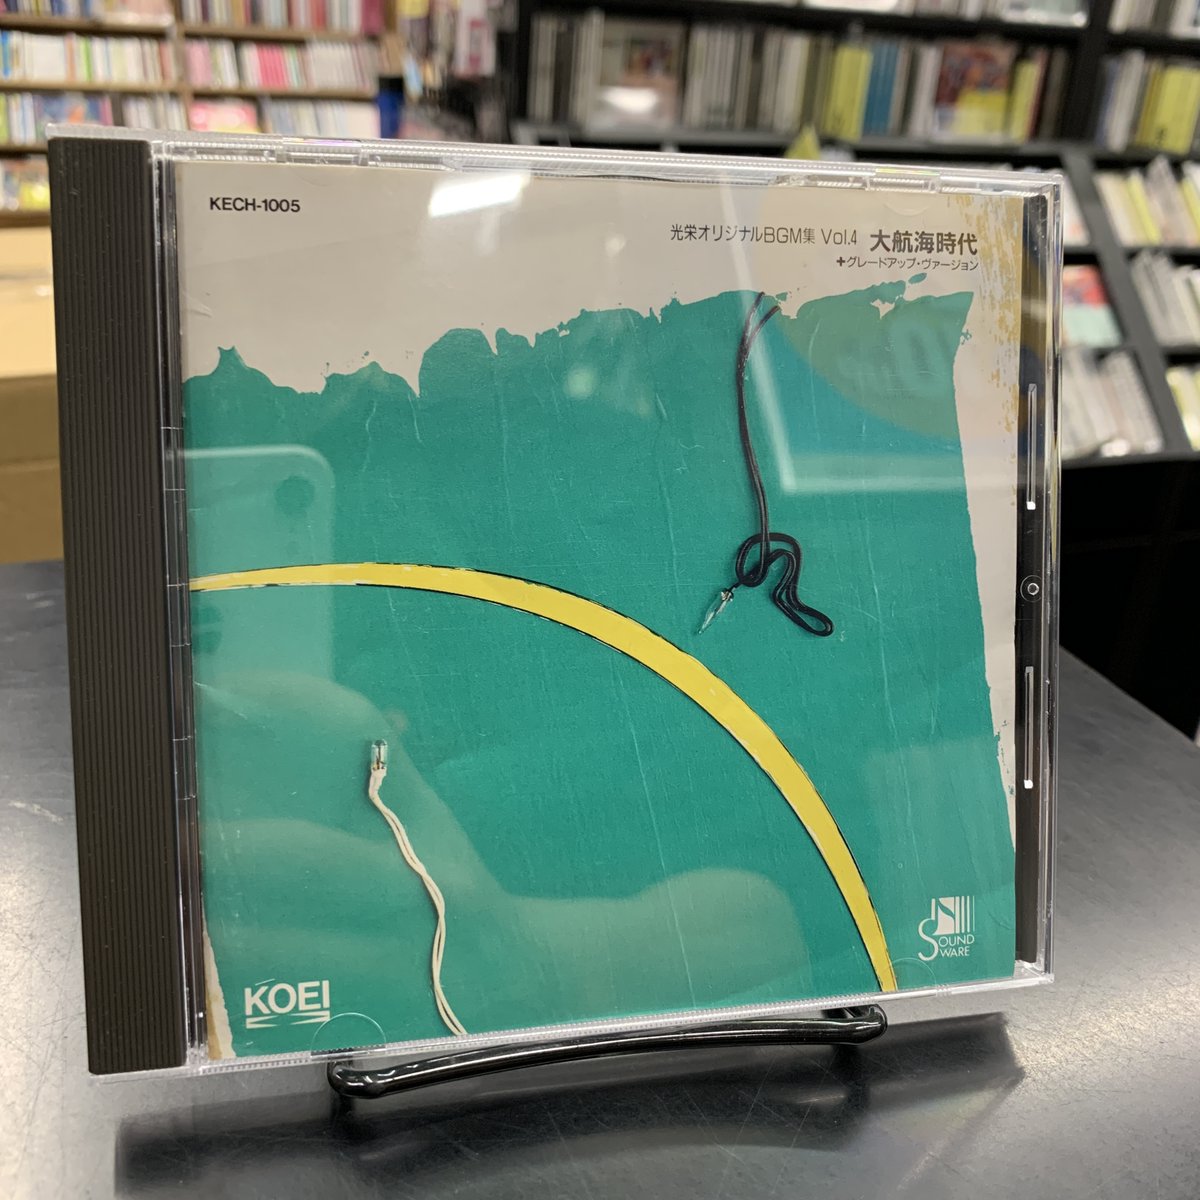 KECH-1005
光栄オリジナルBGM集 Vol.4 大航海時代
+グレードアップ・ヴァージョン
SOUND
WARE
KOEI